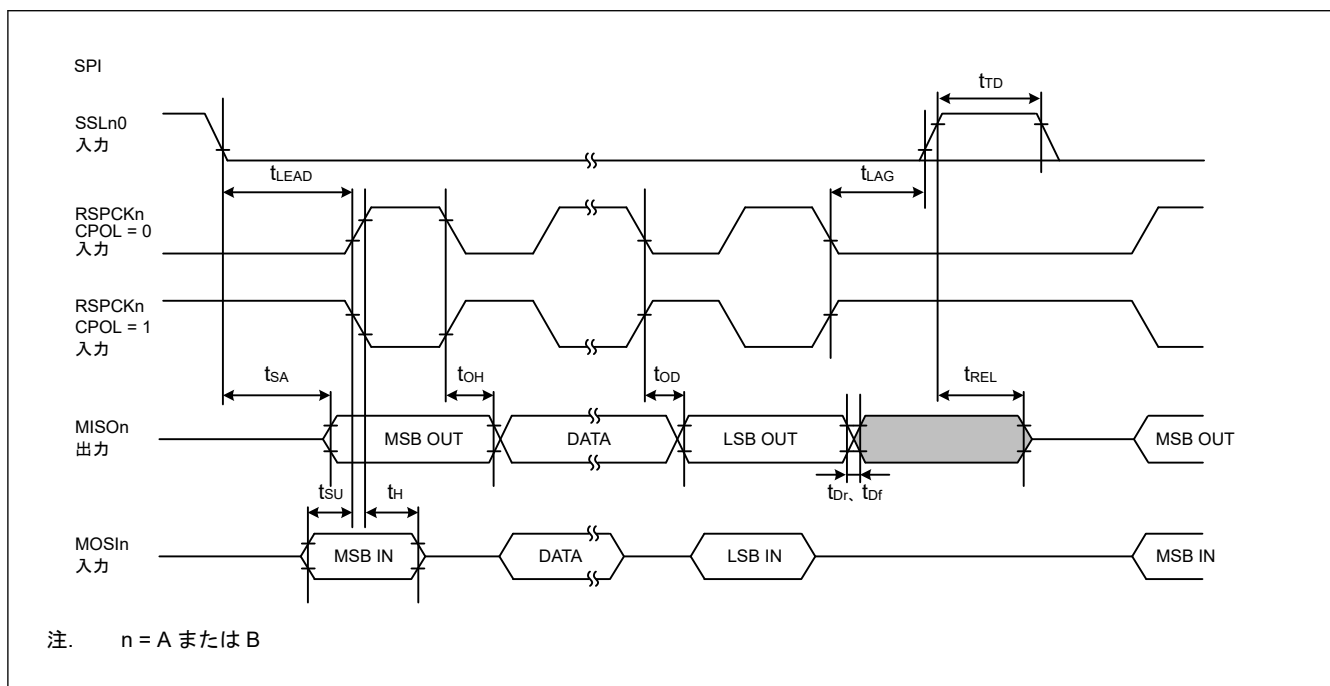 SPI
tTD
SSLn0
入力
tLEAD
tLAG
RSPCKn
CPOL = 0
入力
RSPCKn
CPOL = 1
入力
tSA
tOH
tOD
tREL
MISOn
出力
MSB OUT
DATA
LSB OUT
MSB OUT
tSU
tH
tDr、tDf
MOSIn
入力
MSB IN
DATA
LSB IN
MSB IN
注. n = A または B